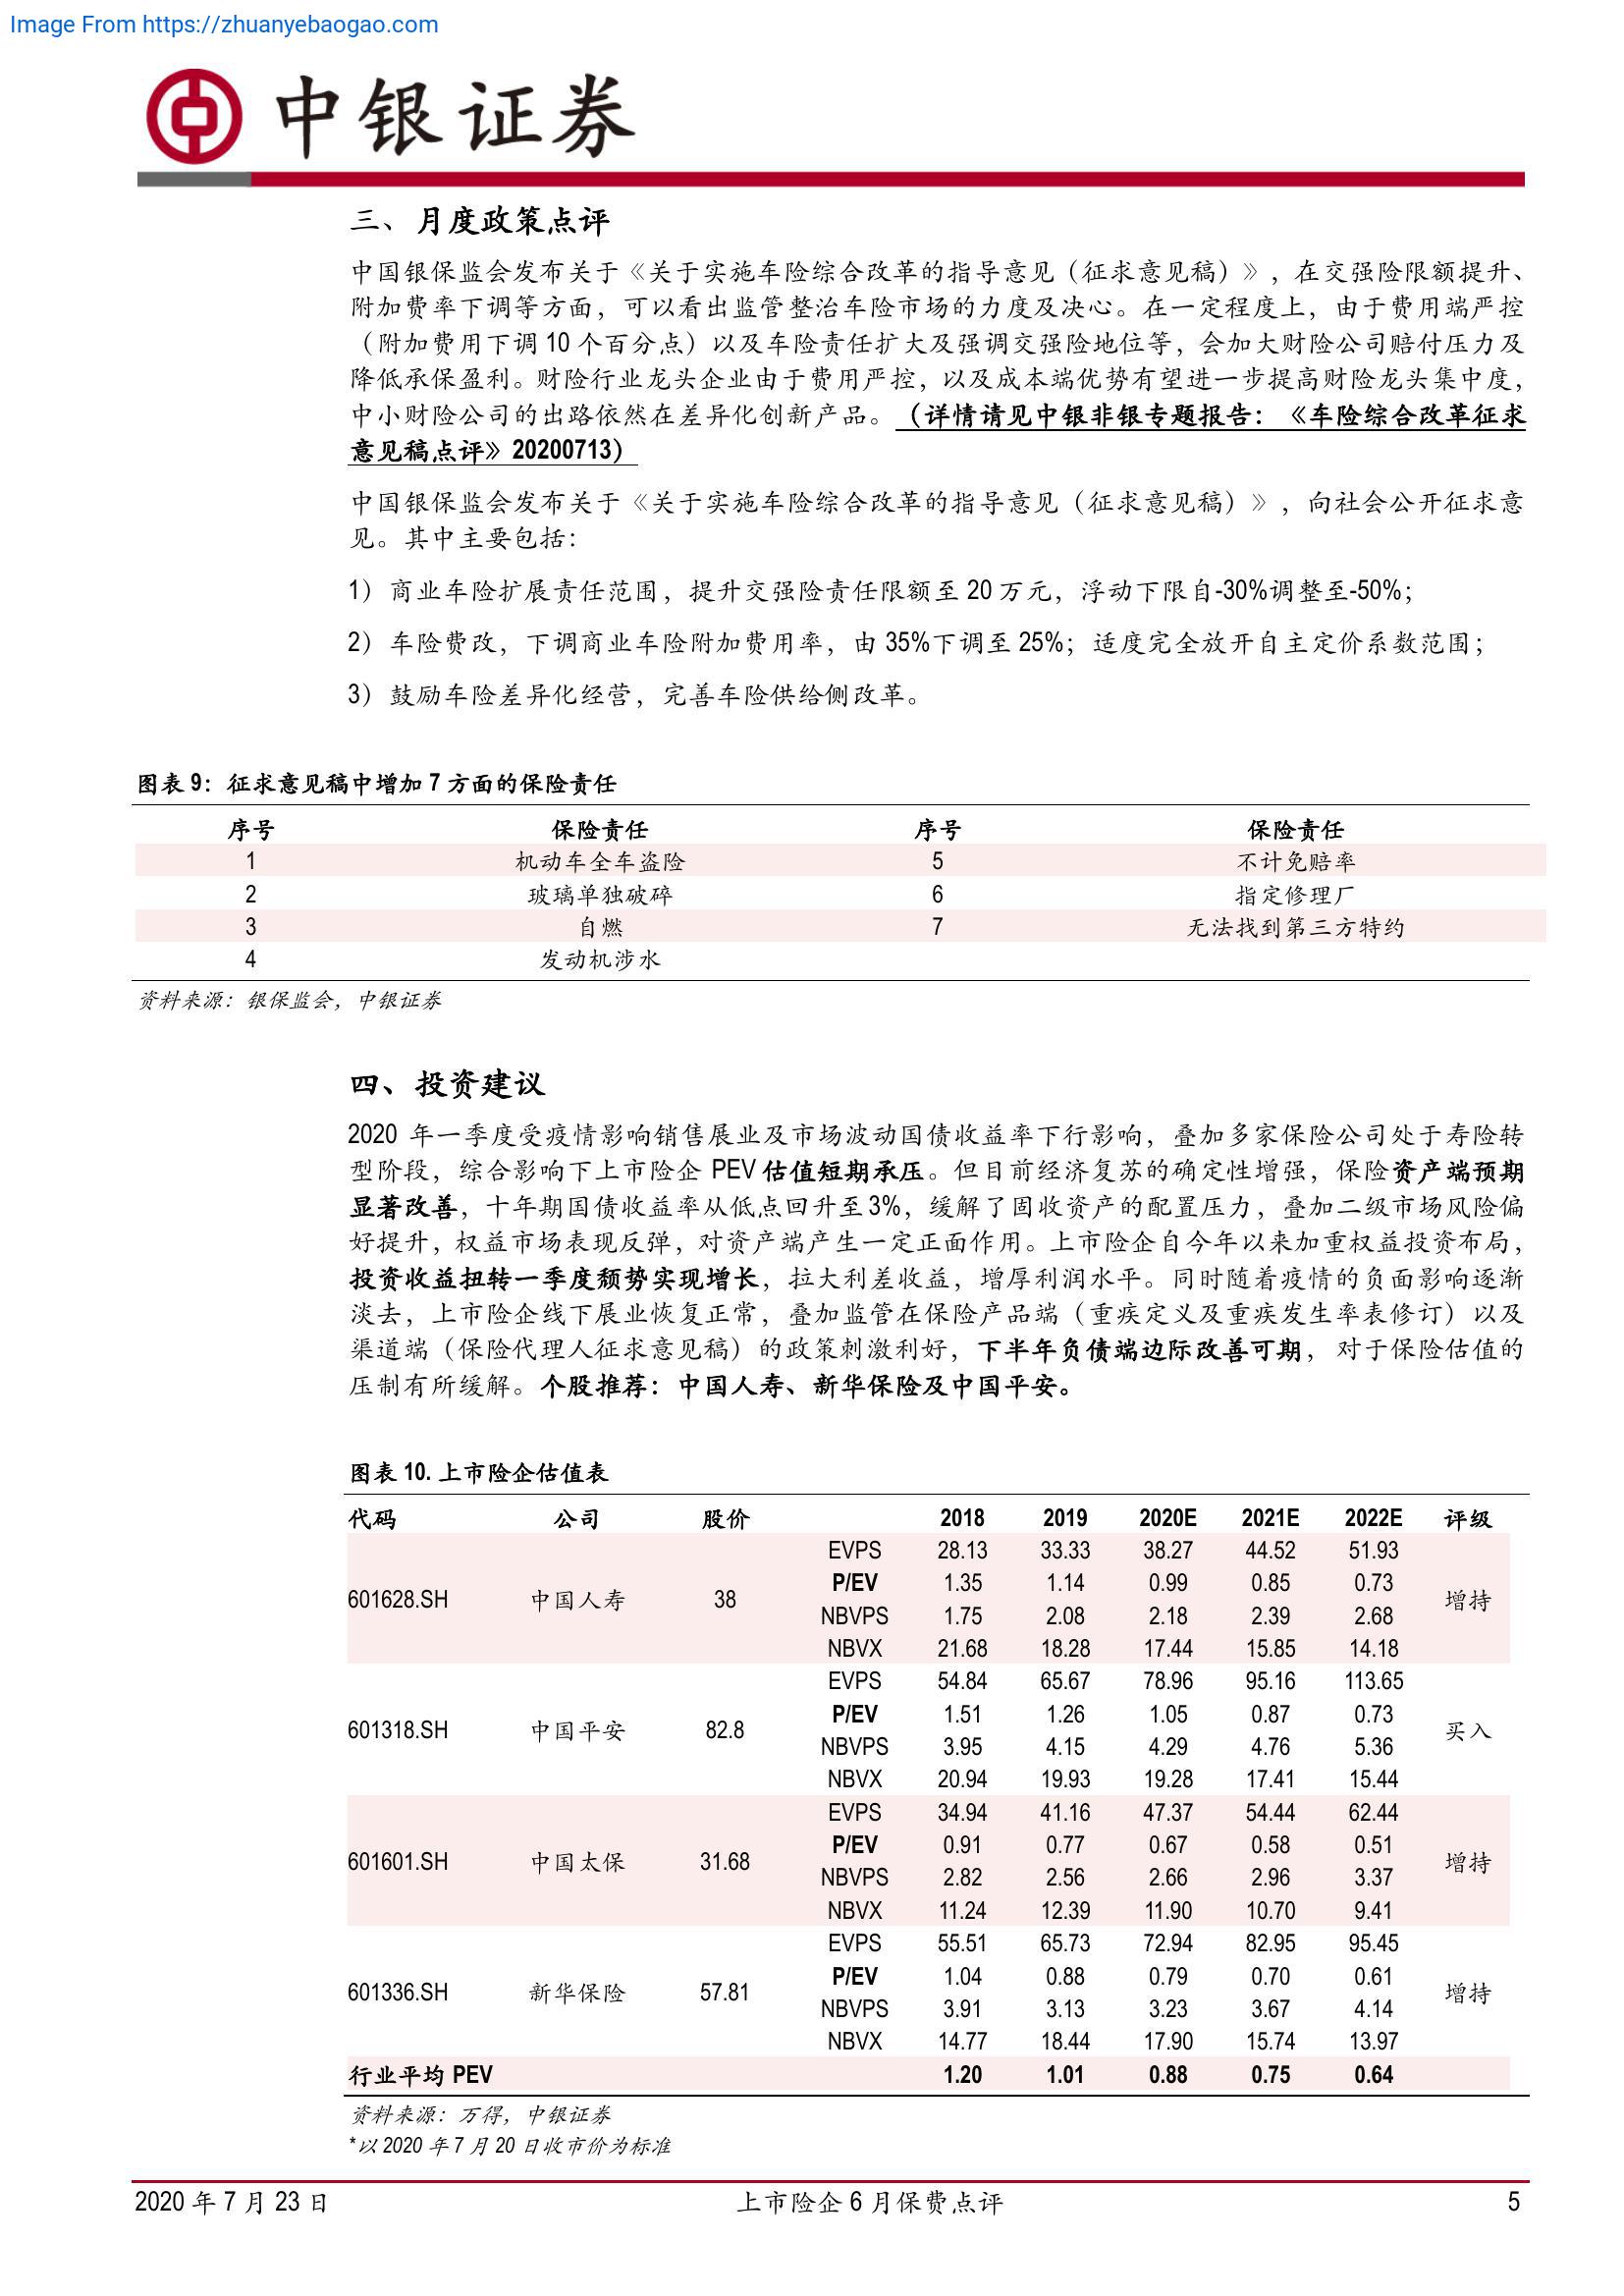 Image From https://zhuanyebaogao.com
中银证券
三、月度政策点评
中国银保监会发布关于《关于实施车险综合改革的指导意见（征求意见稿）》，在交强险限额提升、
附加费率下调等方面，可以看出监管整治车险市场的力度及决心。在一定程度上，由于费用端严控
（附加费用下调 10 个百分点）以及车险责任扩大及强调交强险地位等，会加大财险公司赔付压力及
降低承保盈利。财险行业龙头企业由于费用严控，以及成本端优势有望进一步提高财险龙头集中度，
中小财险公司的出路依然在差异化创新产品。（详情请见中银非银专题报告：《车险综合改革征求
意见稿点评》20200713）
中国银保监会发布关于《关于实施车险综合改革的指导意见（征求意见稿）》，向社会公开征求意
见。其中主要包括：
1）商业车险扩展责任范围，提升交强险责任限额至 20 万元，浮动下限自-30%调整至-50%；
2）车险费改，下调商业车险附加费用率，由 35%下调至 25%；适度完全放开自主定价系数范围；
3）鼓励车险差异化经营，完善车险供给侧改革。
图表 9：征求意见稿中增加 7 方面的保险责任
序号 保险责任 序号 保险责任
1 机动车全车盗险 5 不计免赔率
2 玻璃单独破碎 6 指定修理厂
3 自燃 7 无法找到第三方特约
4 发动机涉水
资料来源：银保监会，中银证券
四、投资建议
2020 年一季度受疫情影响销售展业及市场波动国债收益率下行影响，叠加多家保险公司处于寿险转
型阶段，综合影响下上市险企 PEV 估值短期承压。但目前经济复苏的确定性增强，保险资产端预期
显著改善，十年期国债收益率从低点回升至 3%，缓解了固收资产的配置压力，叠加二级市场风险偏
好提升，权益市场表现反弹，对资产端产生一定正面作用。上市险企自今年以来加重权益投资布局，
投资收益扭转一季度颓势实现增长，拉大利差收益，增厚利润水平。同时随着疫情的负面影响逐渐
淡去，上市险企线下展业恢复正常，叠加监管在保险产品端（重疾定义及重疾发生率表修订）以及
渠道端（保险代理人征求意见稿）的政策刺激利好，下半年负债端边际改善可期，对于保险估值的
压制有所缓解。个股推荐：中国人寿、新华保险及中国平安。
图表 10. 上市险企估值表
代码 公司 股价 2018 2019 2020E 2021E 2022E 评级
EVPS 28.13 33.33 38.27 44.52 51.93
P/EV 1.35 1.14 0.99 0.85 0.73
601628.SH 中国人寿 38 增持
NBVPS 1.75 2.08 2.18 2.39 2.68
NBVX 21.68 18.28 17.44 15.85 14.18
EVPS 54.84 65.67 78.96 95.16 113.65
P/EV 1.51 1.26 1.05 0.87 0.73
601318.SH 中国平安 82.8 买入
NBVPS 3.95 4.15 4.29 4.76 5.36
NBVX 20.94 19.93 19.28 17.41 15.44
EVPS 34.94 41.16 47.37 54.44 62.44
P/EV 0.91 0.77 0.67 0.58 0.51
601601.SH 中国太保 31.68 增持
NBVPS 2.82 2.56 2.66 2.96 3.37
NBVX 11.24 12.39 11.90 10.70 9.41
EVPS 55.51 65.73 72.94 82.95 95.45
P/EV 1.04 0.88 0.79 0.70 0.61
601336.SH 新华保险 57.81 增持
NBVPS 3.91 3.13 3.23 3.67 4.14
NBVX 14.77 18.44 17.90 15.74 13.97
行业平均 PEV 1.20 1.01 0.88 0.75 0.64
资料来源：万得，中银证券
*以 2020 年 7 月 20 日收市价为标准
2020 年 7 月 23 日 上市险企 6 月保费点评 5